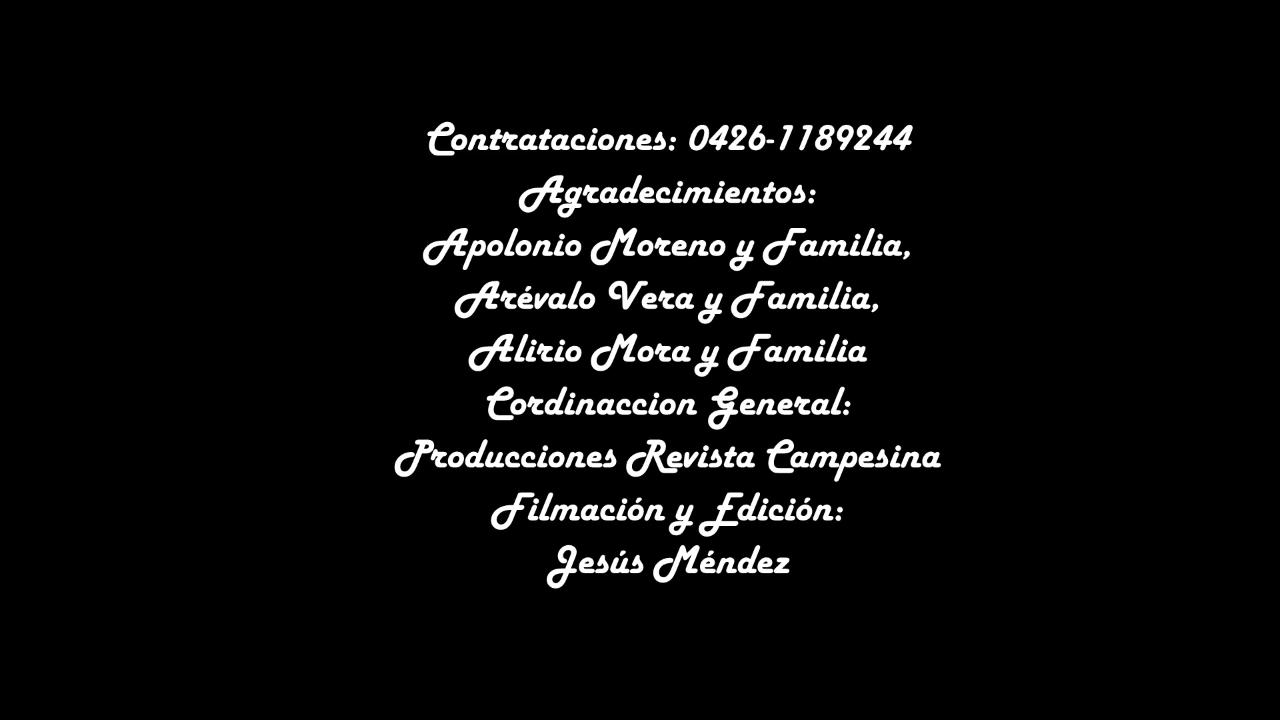 Contrataciones: 0426-1189244
Agradecimientos:
Apolonio Moreno y Familia,
Arévalo Vera y Familia,
Alirio Mora y Familia
Cordinaccion General:
Producciones Revista Campesina
Filmación y Edición:
Jesús Méndez